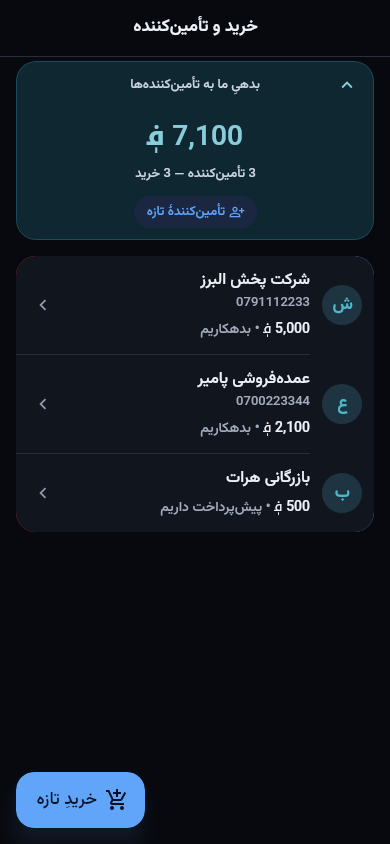 خرید و تأمین‌کننده
بدهیِ ما به تأمین‌کننده‌ها
7,100 ؋
3 تأمین‌کننده — 3 خرید
تأمین‌کنندهٔ تازه
ش
شرکت پخش البرز
0791112233
5,000 ؋ • بدهکاریم
ع
عمده‌فروشی پامیر
0700223344
2,100 ؋ • بدهکاریم
ب
بازرگانی هرات
500 ؋ • پیش‌پرداخت داریم
خریدِ تازه